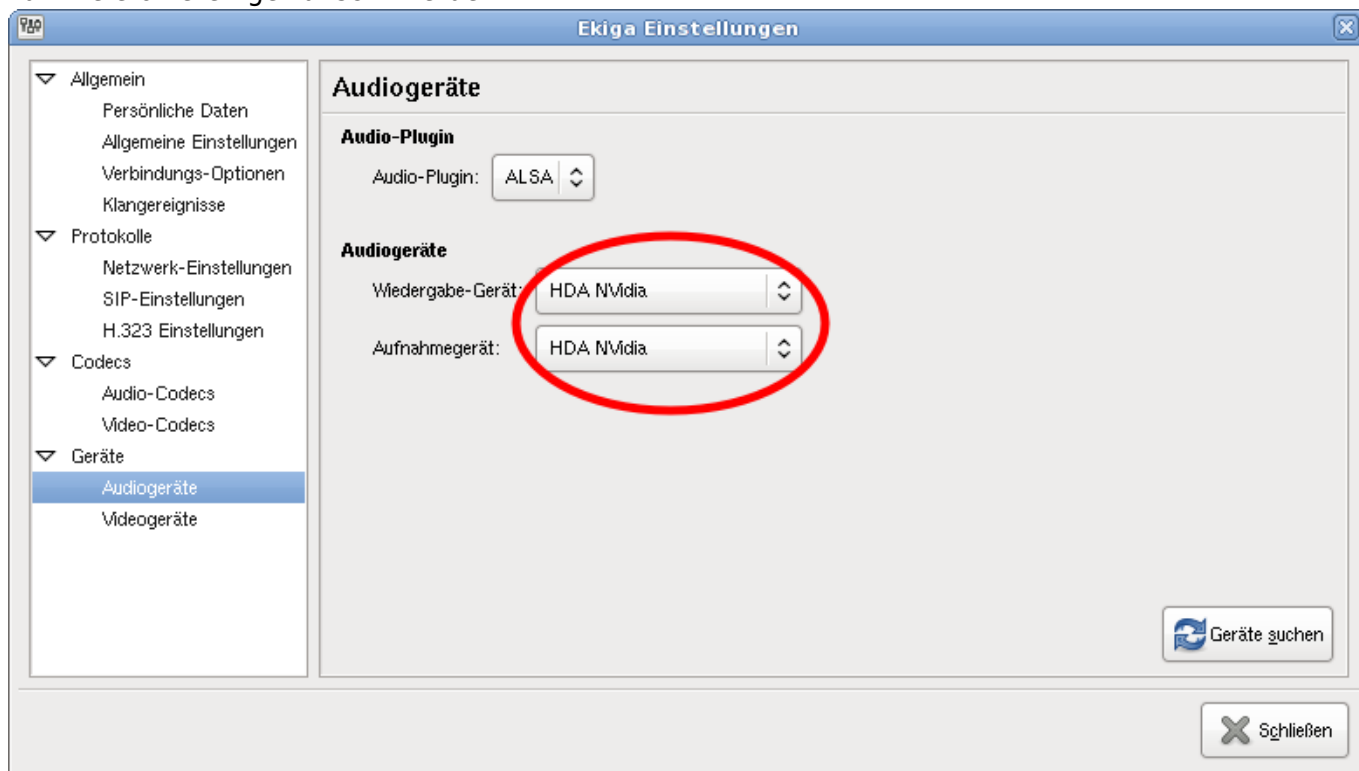 Ekiga Einstellungen
Allgemein
Persönliche Daten
Allgemeine Einstellungen
Verbindungs-Optionen
Klangereignisse
Protokolle
Netzwerk-Einstellungen
SIP-Einstellungen
H.323 Einstellungen
Codecs
Audio-Codecs
Video-Codecs
Geräte
Audiogeräte
Videogeräte
Audiogeräte
Audio-Plugin
Audio-Plugin: ALSA
Audiogeräte
Wiedergabe-Gerät: HDA NVidia
Aufnahmegerät: HDA NVidia
Geräte suchen
Schließen